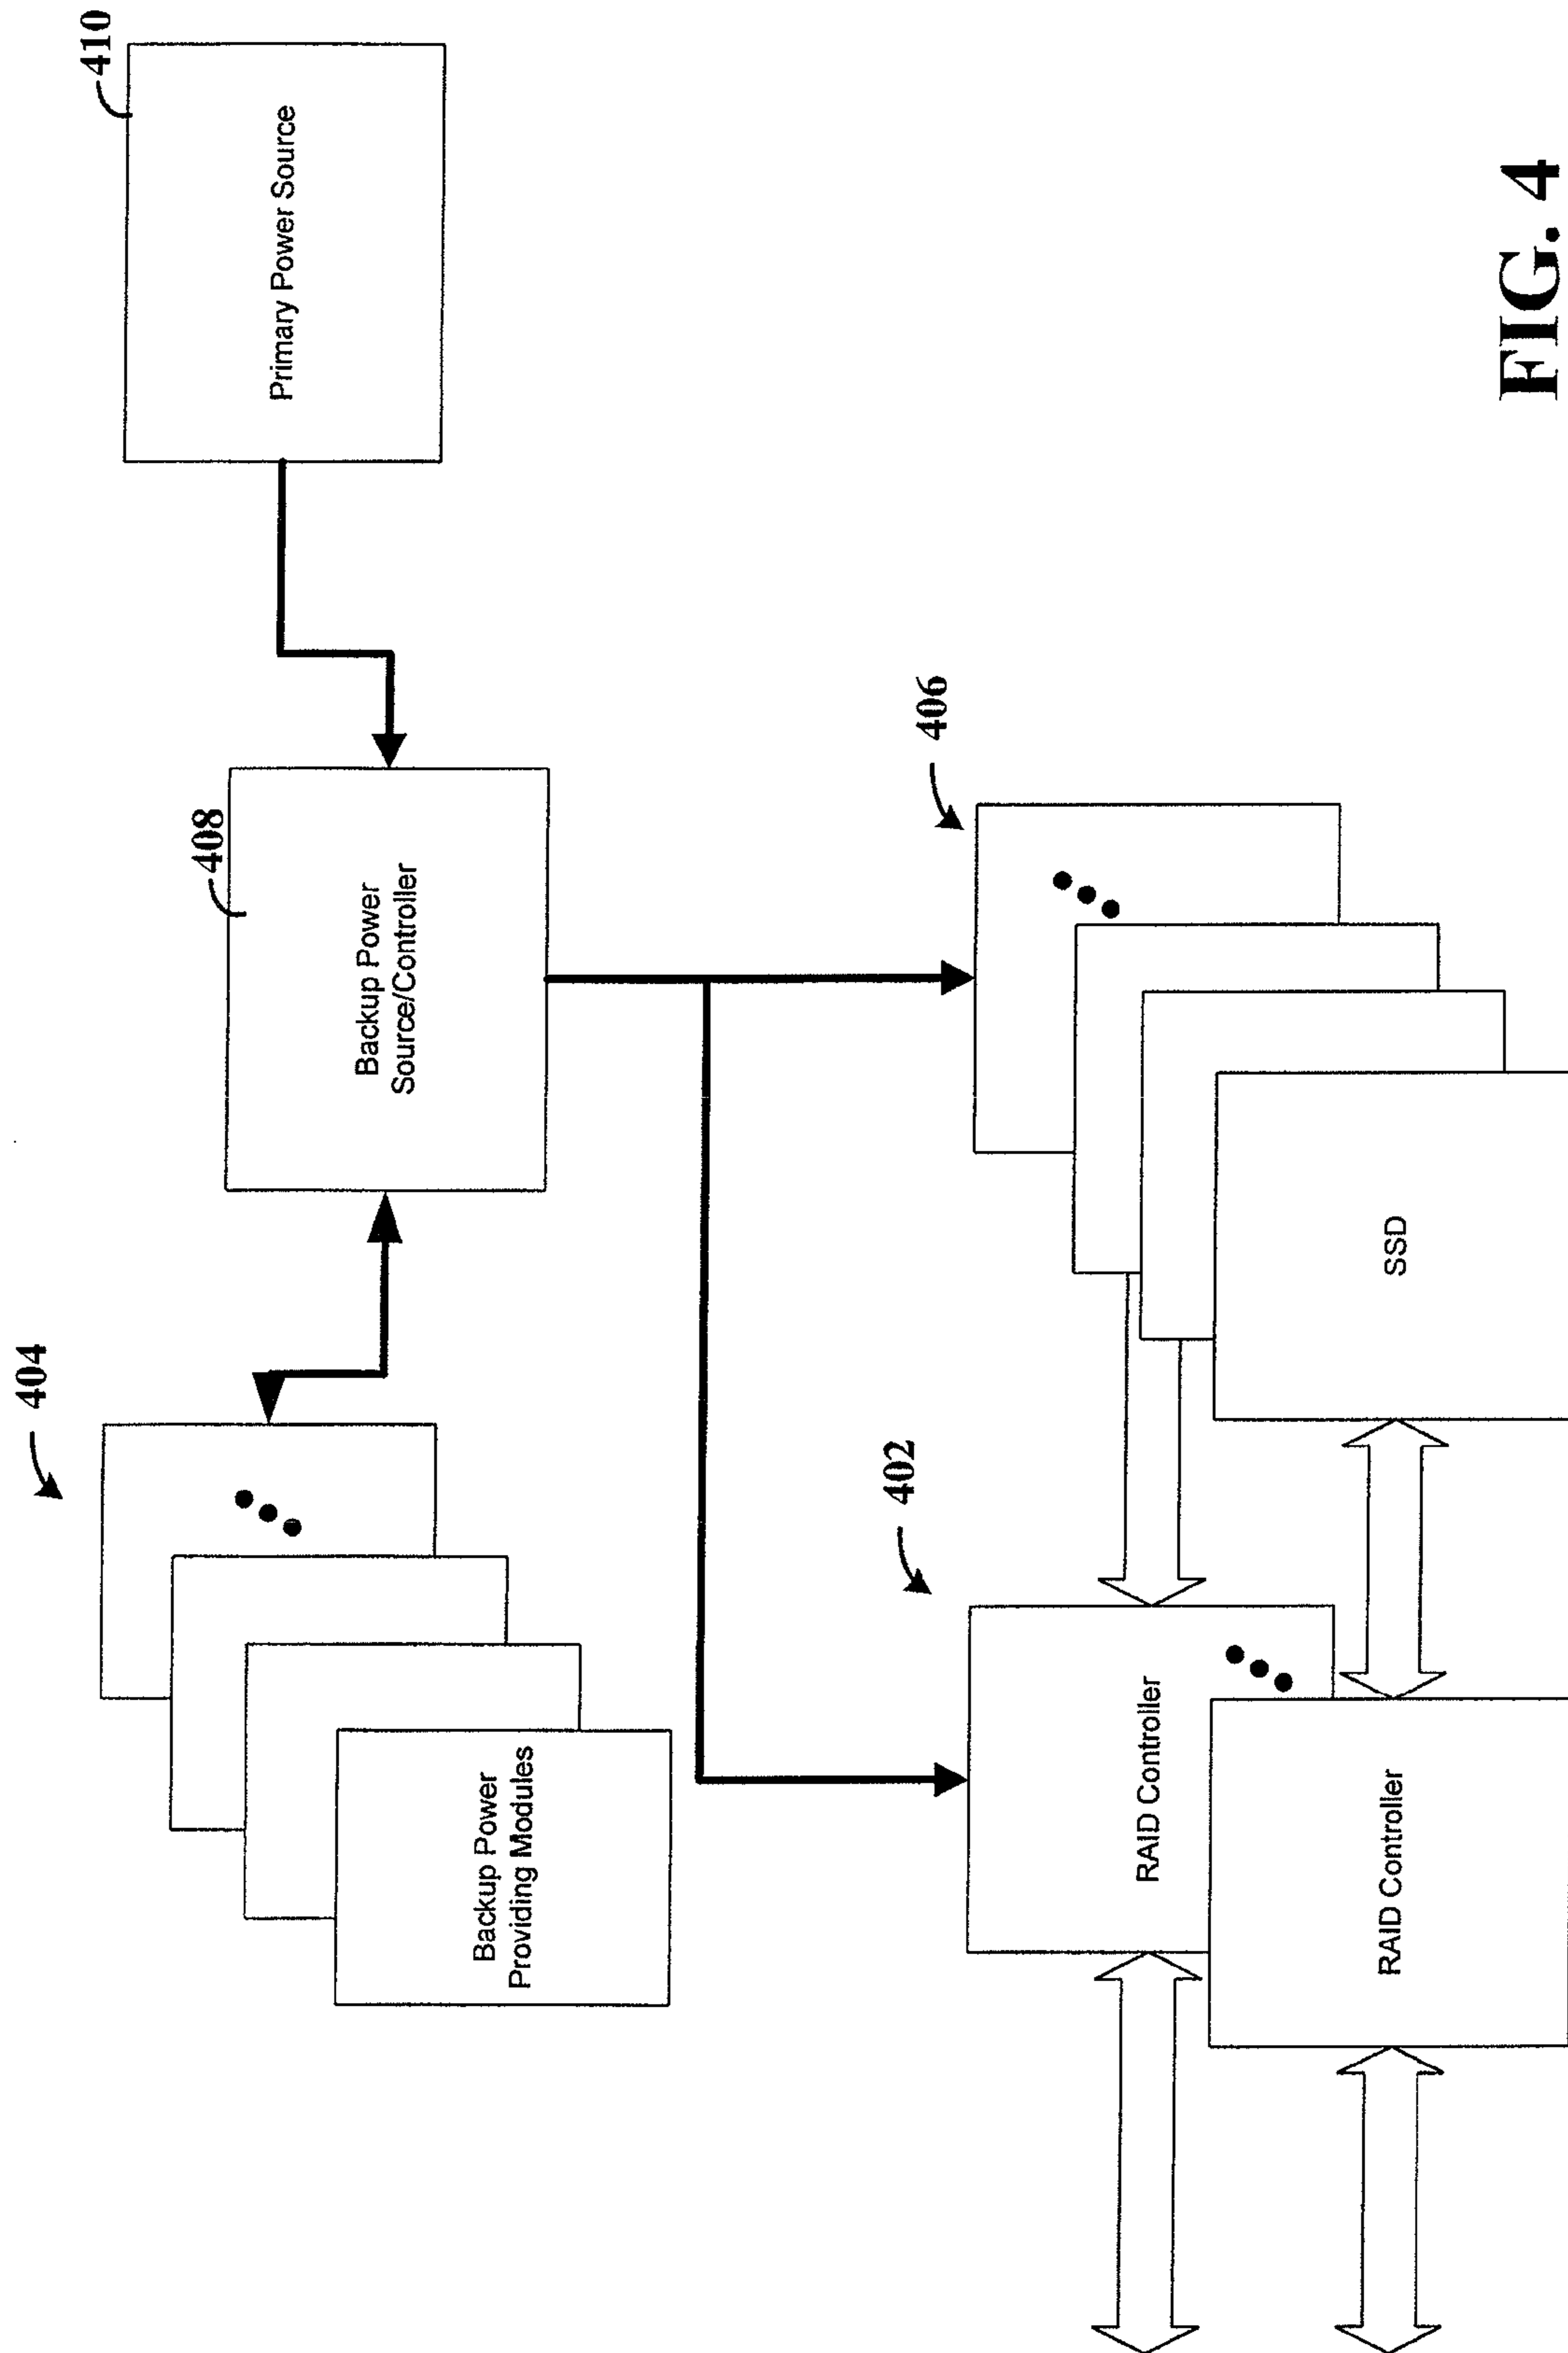 404
Backup Power
Providing Modules
408
Backup Power
Source/Controller
410
Primary Power Source
402
RAID Controller
RAID Controller
406
SSD
FIG. 4